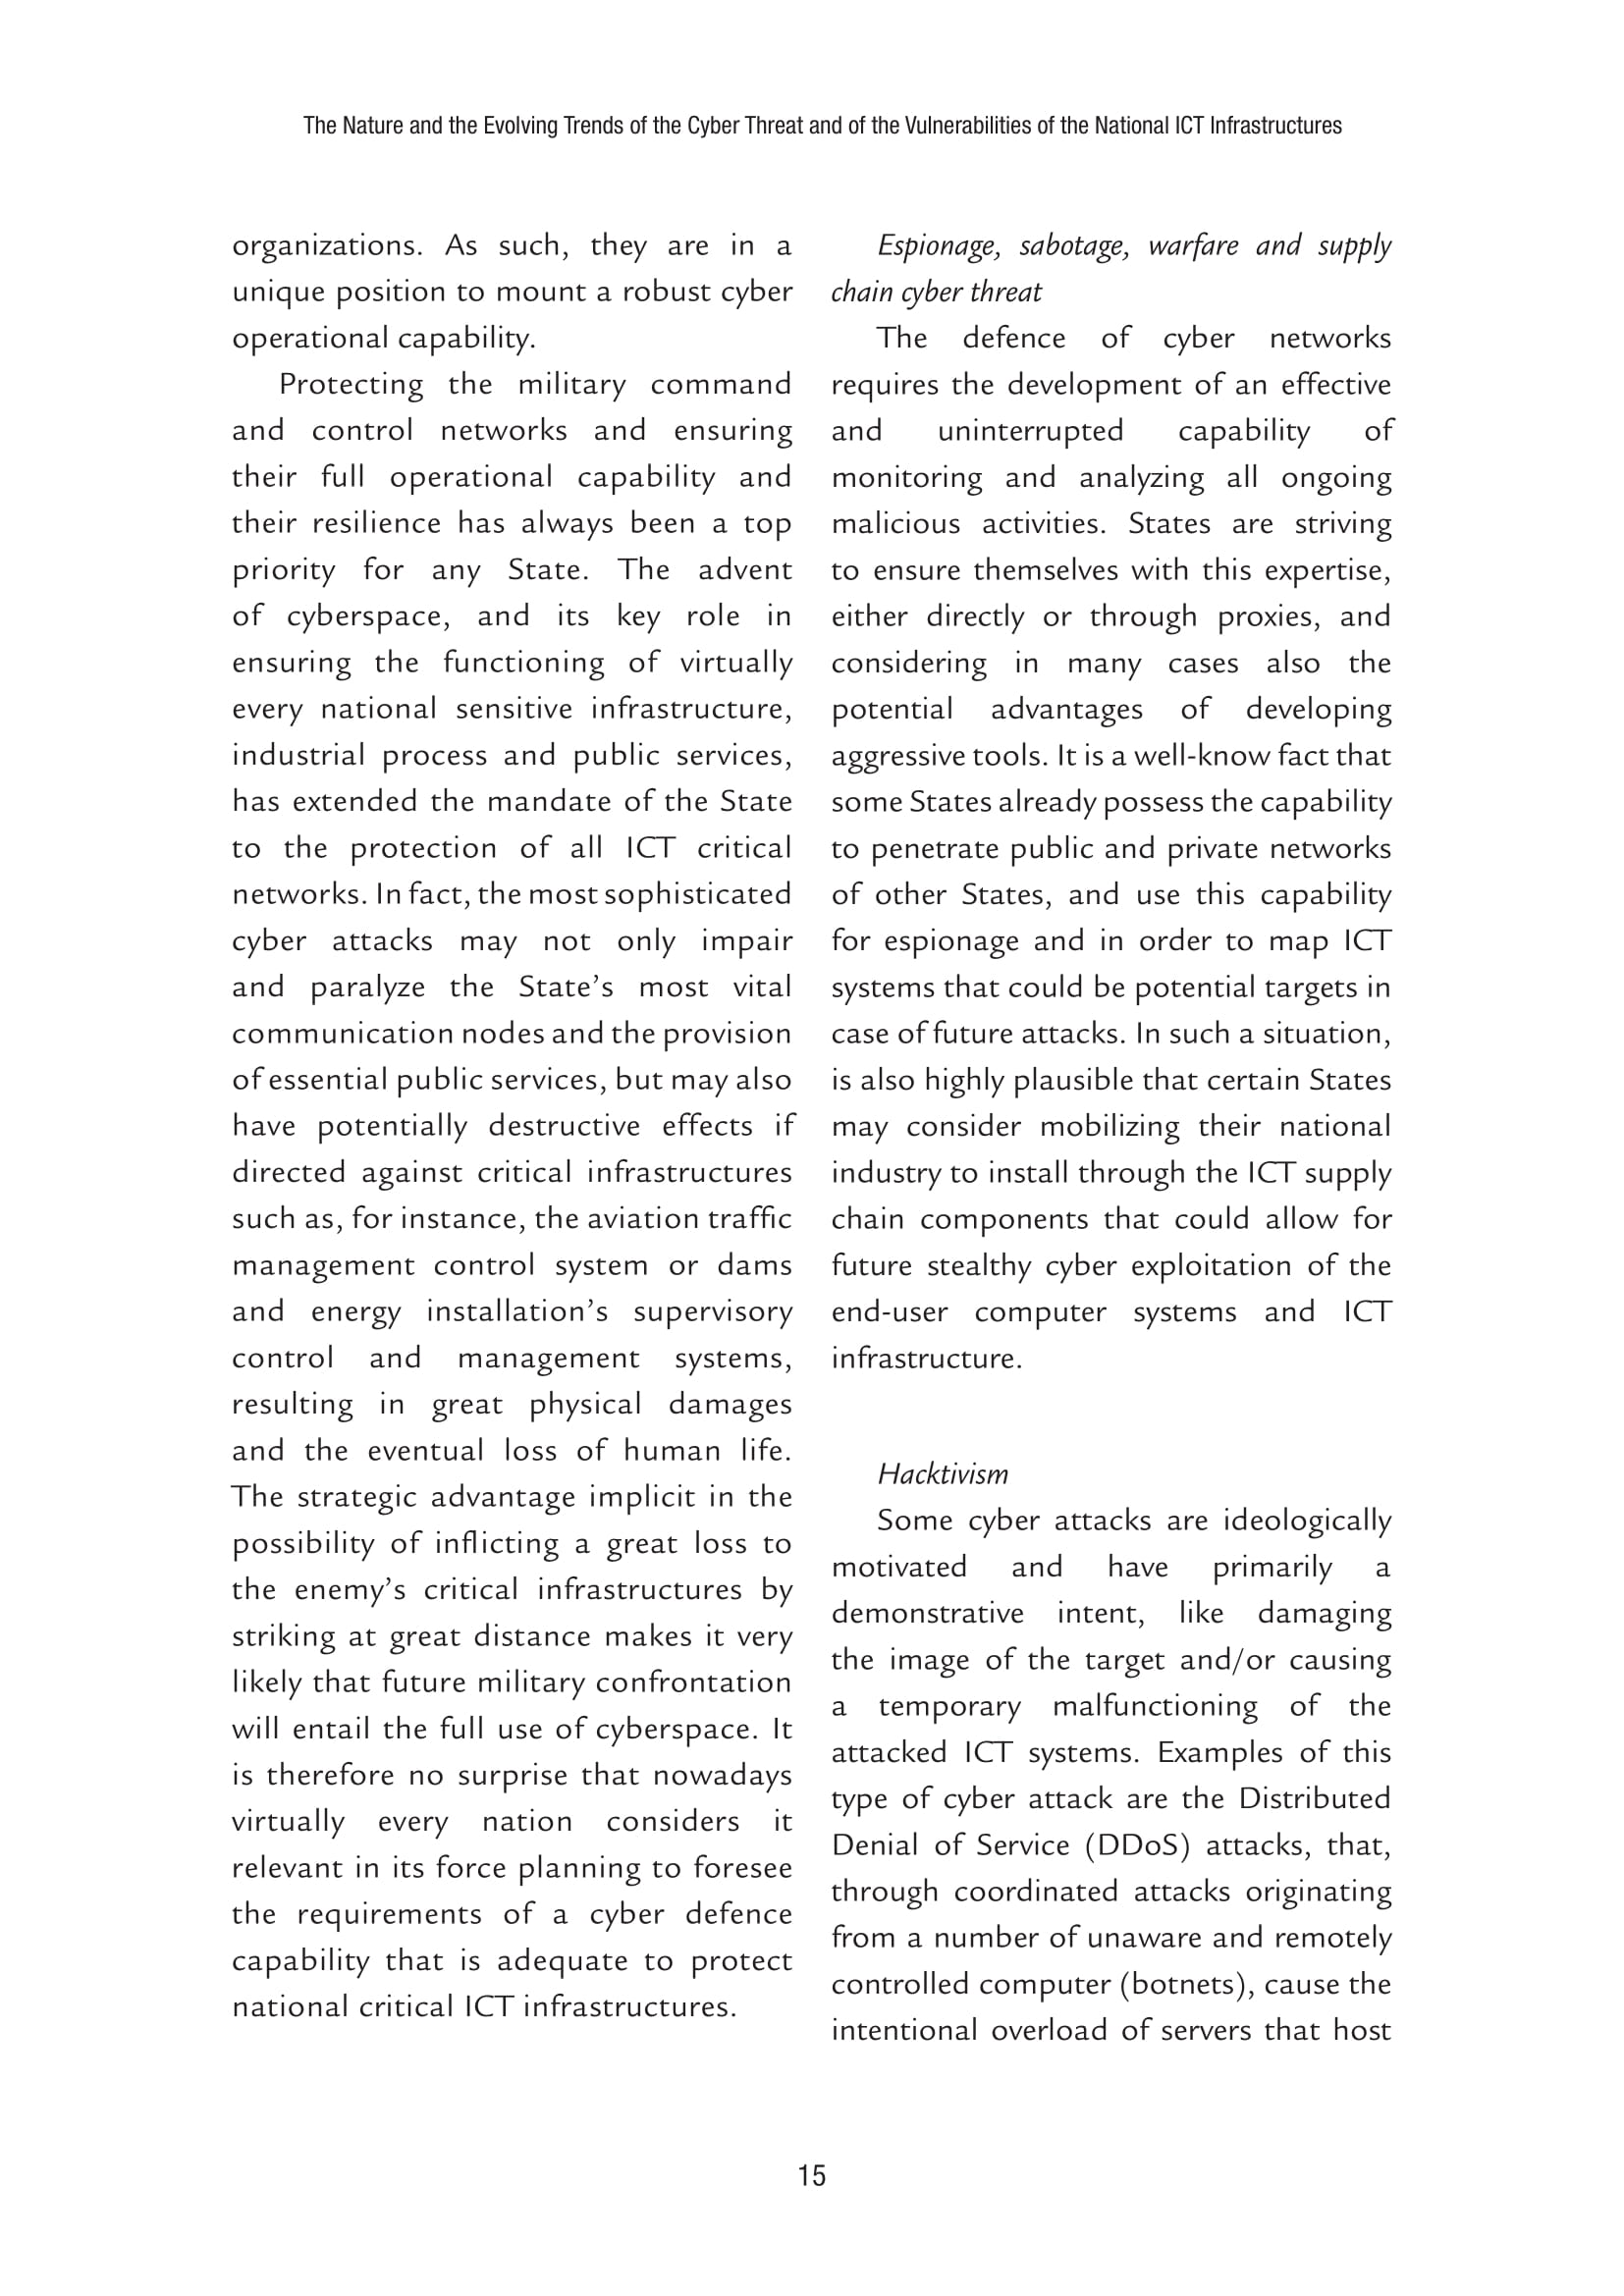 The Nature and the Evolving Trends of the Cyber Threat and of the Vulnerabilities of the National ICT Infrastructures
organizations. As such, they are in a
unique position to mount a robust cyber
operational capability.
Protecting the military command
and control networks and ensuring
their full operational capability and
their resilience has always been a top
priority for any State. The advent
of cyberspace, and its key role in
ensuring the functioning of virtually
every national sensitive infrastructure,
industrial process and public services,
has extended the mandate of the State
to the protection of all ICT critical
networks. In fact, the most sophisticated
cyber attacks may not only impair
and paralyze the State’s most vital
communication nodes and the provision
of essential public services, but may also
have potentially destructive effects if
directed against critical infrastructures
such as, for instance, the aviation traffic
management control system or dams
and energy installation’s supervisory
control and management systems,
resulting in great physical damages
and the eventual loss of human life.
The strategic advantage implicit in the
possibility of inflicting a great loss to
the enemy’s critical infrastructures by
striking at great distance makes it very
likely that future military confrontation
will entail the full use of cyberspace. It
is therefore no surprise that nowadays
virtually every nation considers it
relevant in its force planning to foresee
the requirements of a cyber defence
capability that is adequate to protect
national critical ICT infrastructures.
Espionage, sabotage, warfare and supply
chain cyber threat
The defence of cyber networks
requires the development of an effective
and uninterrupted capability of
monitoring and analyzing all ongoing
malicious activities. States are striving
to ensure themselves with this expertise,
either directly or through proxies, and
considering in many cases also the
potential advantages of developing
aggressive tools. It is a well-know fact that
some States already possess the capability
to penetrate public and private networks
of other States, and use this capability
for espionage and in order to map ICT
systems that could be potential targets in
case of future attacks. In such a situation,
is also highly plausible that certain States
may consider mobilizing their national
industry to install through the ICT supply
chain components that could allow for
future stealthy cyber exploitation of the
end-user computer systems and ICT
infrastructure.
Hacktivism
Some cyber attacks are ideologically
motivated and have primarily a
demonstrative intent, like damaging
the image of the target and/or causing
a temporary malfunctioning of the
attacked ICT systems. Examples of this
type of cyber attack are the Distributed
Denial of Service (DDoS) attacks, that,
through coordinated attacks originating
from a number of unaware and remotely
controlled computer (botnets), cause the
intentional overload of servers that host
15